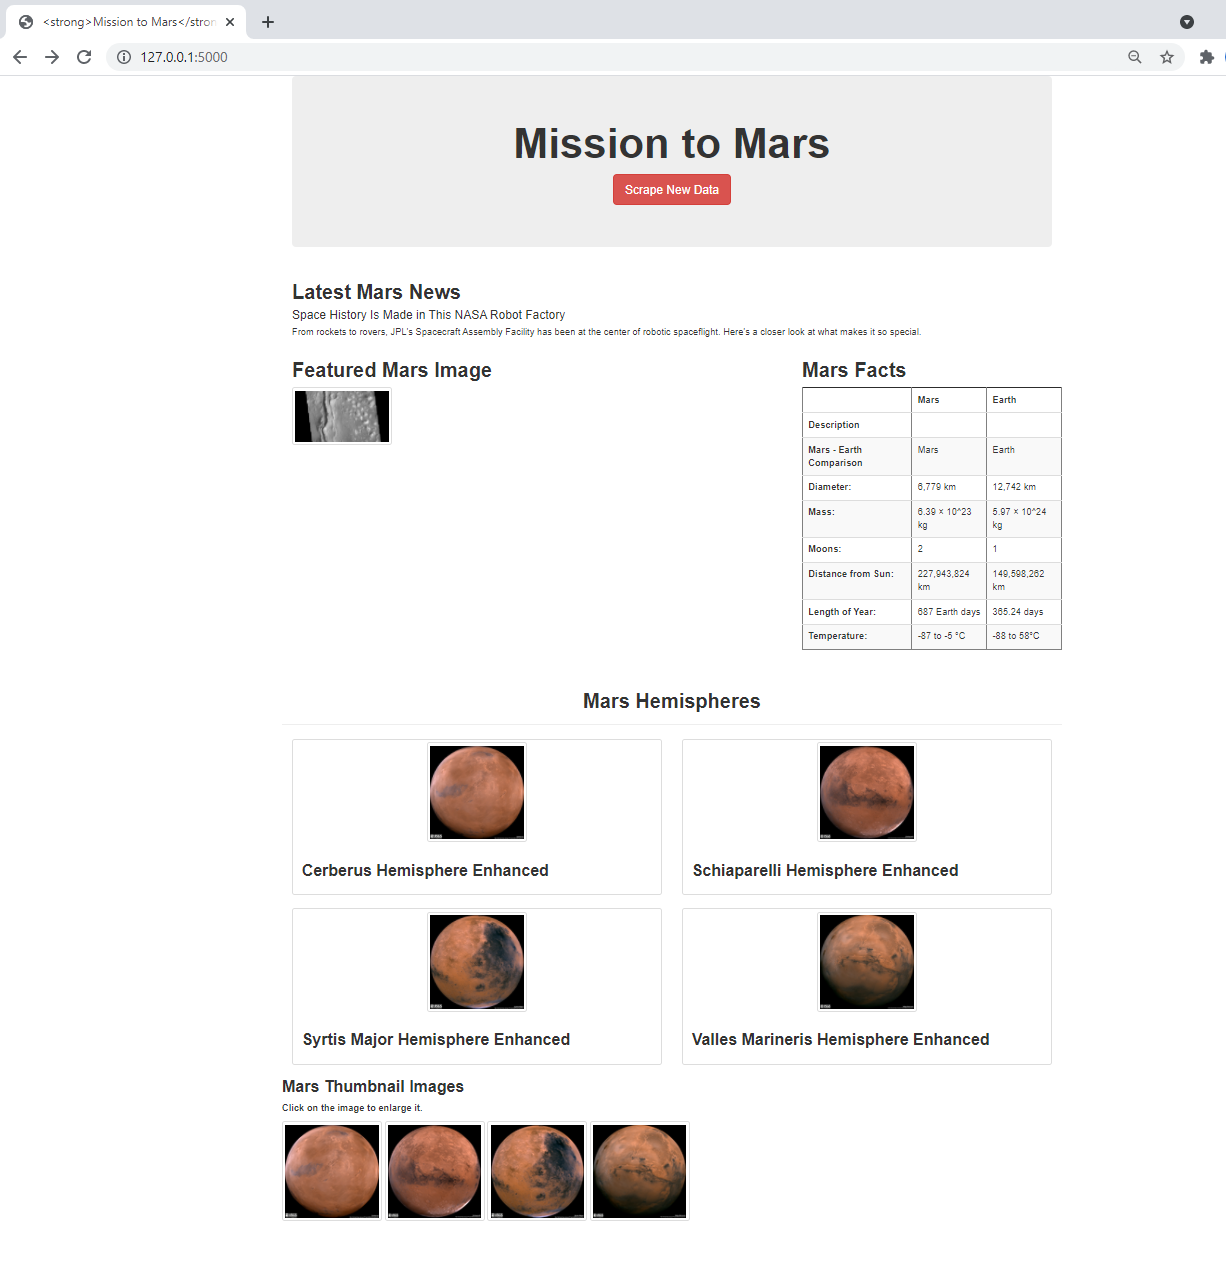 <strong>Mission to Mars</stron
127.0.0.1:5000
Mission to Mars
Scrape New Data
Latest Mars News
Space History Is Made in This NASA Robot Factory
From rockets to rovers, JPL's Spacecraft Assembly Facility has been at the center of robotic spaceflight. Here's a closer look at what makes it so special.
Featured Mars Image
Mars Facts
Mars Earth
Description
Mars - Earth Comparison Mars Earth
Diameter: 6,779 km 12,742 km
Mass: 6.39 × 10^23 kg 5.97 × 10^24 kg
Moons: 2 1
Distance from Sun: 227,943,824 km 149,598,262 km
Length of Year: 687 Earth days 365.24 days
Temperature: -87 to -5 °C -88 to 58°C
Mars Hemispheres
Cerberus Hemisphere Enhanced
Schiaparelli Hemisphere Enhanced
Syrtis Major Hemisphere Enhanced
Valles Marineris Hemisphere Enhanced
Mars Thumbnail Images
Click on the image to enlarge it.